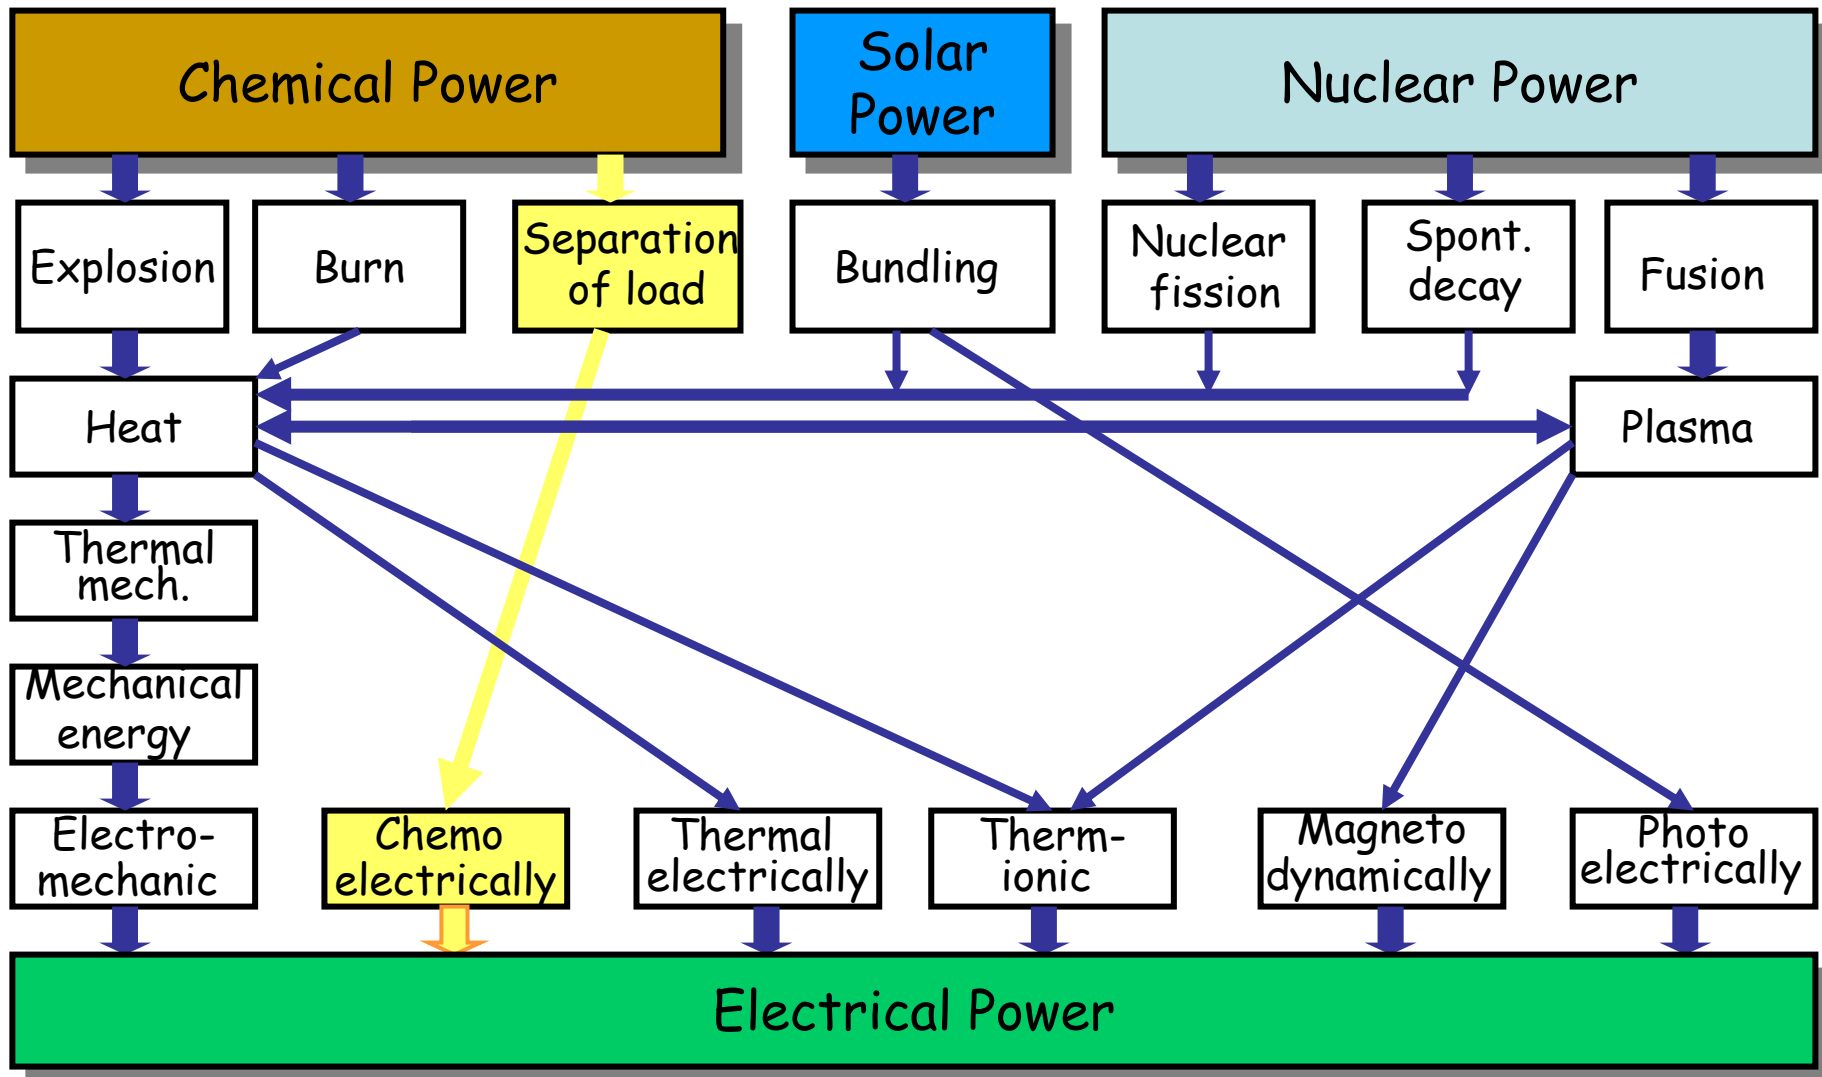 Chemical Power
Solar
Power
Nuclear Power
Explosion
Burn
Separation
of load
Bundling
Nuclear
fission
Spont.
decay
Fusion
Heat
Plasma
Thermal
mech.
Mechanical
energy
Electro-
mechanic
Chemo
electrically
Thermal
electrically
Therm-
ionic
Magneto
dynamically
Photo
electrically
Electrical Power